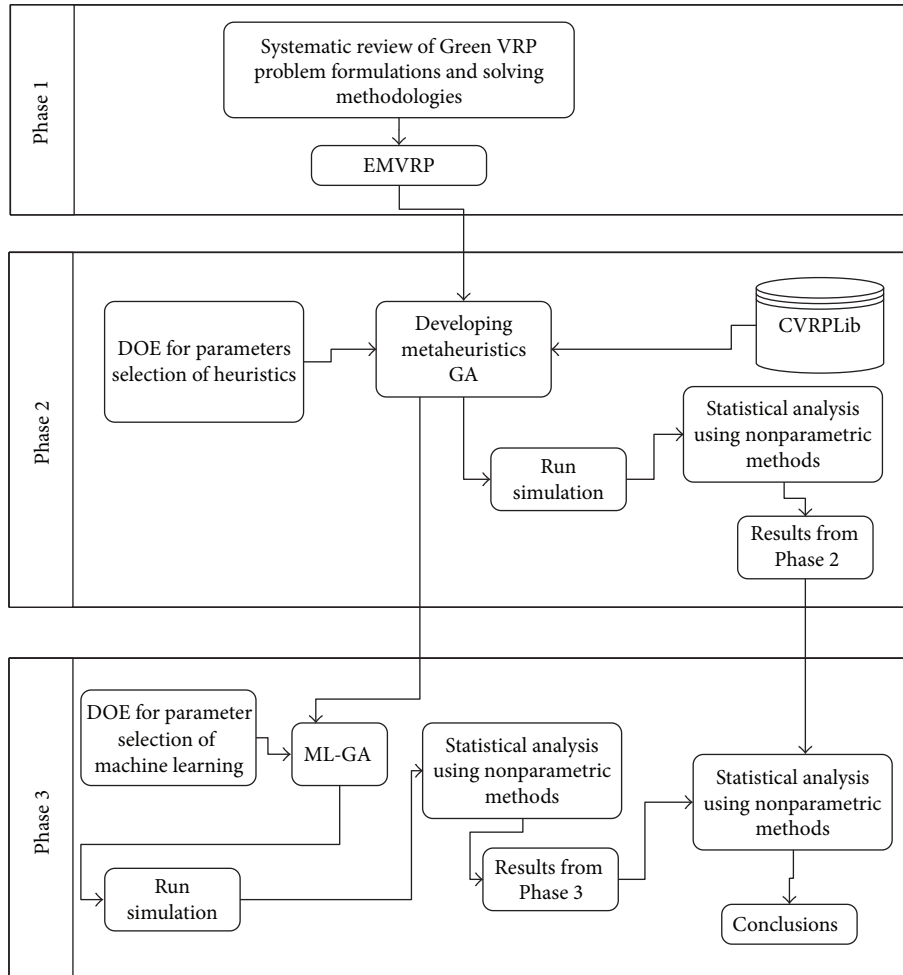 Phase 1
Systematic review of Green VRP
problem formulations and solving
methodologies
EMVRP
Phase 2
DOE for parameters
selection of heuristics
Developing
metaheuristics
GA
CVRPLib
Run
simulation
Statistical analysis
using nonparametric
methods
Results from
Phase 2
Phase 3
DOE for parameter
selection of
machine learning
ML-GA
Run
simulation
Statistical analysis
using nonparametric
methods
Results from
Phase 3
Statistical analysis
using nonparametric
methods
Conclusions